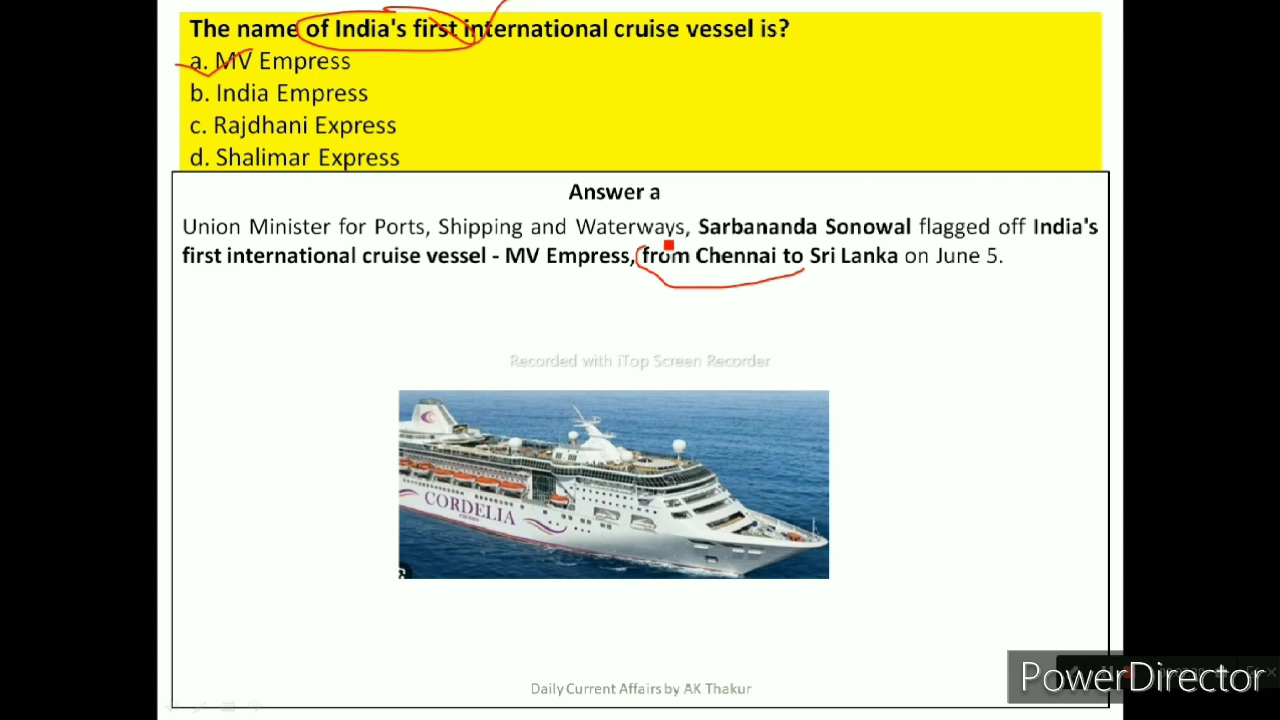 The name of India's first international cruise vessel is?
a. MV Empress
b. India Empress
c. Rajdhani Express
d. Shalimar Express
Answer a
Union Minister for Ports, Shipping and Waterways, Sarbananda Sonowal flagged off India's
first international cruise vessel - MV Empress, from Chennai to Sri Lanka on June 5.
Recorded with iTop Screen Recorder
CORDELIA
CRUISES
Daily Current Affairs by AK Thakur
PowerDirector